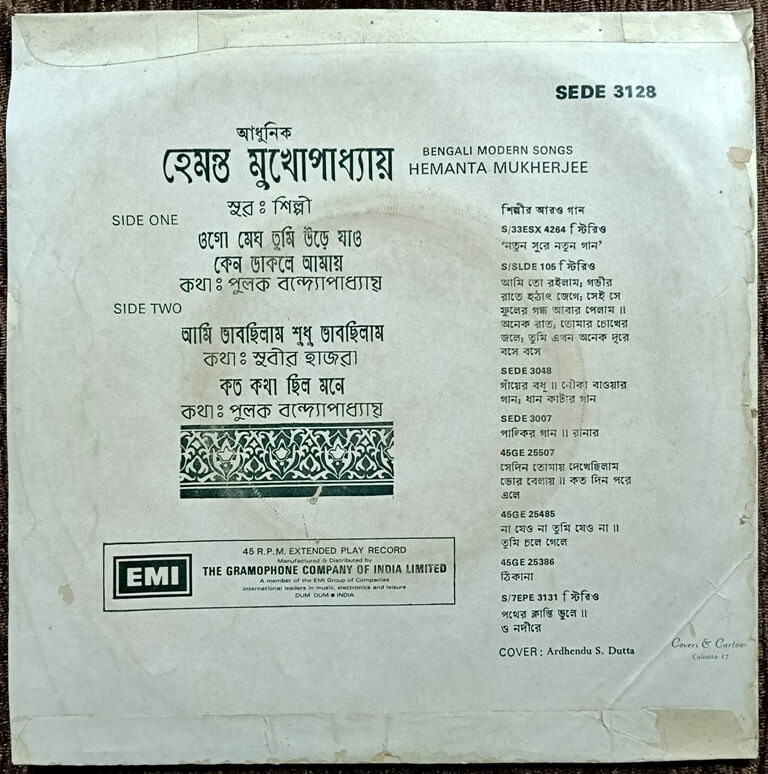 SEDE 3128
আধুনিক
হেমন্ত মুখোপাধ্যায়
BENGALI MODERN SONGS
HEMANTA MUKHERJEE
সুর : শিল্পী
SIDE ONE
ওগো মেঘ তুমি উড়ে যাও
কেন ডাকলে আমায়
কথা : পুলক বন্দ্যোপাধ্যায়
SIDE TWO
আমি ভাবছিলাম শুধু ভাবছিলাম
কথা : সুবীর হাজরা
কত কথা ছিল মনে
কথা : পুলক বন্দ্যোপাধ্যায়
EMI
45 R.P.M. EXTENDED PLAY RECORD
Manufactured & Distributed by
THE GRAMOPHONE COMPANY OF INDIA LIMITED
A member of the EMI Group of Companies
International leaders in music, electronics and leisure
DUM DUM ● INDIA
শিল্পীর আরও গান
S/33ESX 4264 স্টিরিও
‘নতুন সুরে নতুন গান’
S/SLDE 105 স্টিরিও
আমি তো রইলাম; গভীর
রাতে হঠাৎ জেগে; সেই সে
ফুলের গন্ধ আবার পেলাম ॥
অনেক রাত; তোমার চোখের
জলে; তুমি এখন অনেক দূরে
বসে বসে
SEDE 3048
গাঁয়ের বধূ ॥ নৌকা বাওয়ার
গান; ধান কাটার গান
SEDE 3007
পাল্কির গান ॥ রানার
45GE 25507
সেদিন তোমায় দেখেছিলাম
ভোর বেলায় ॥ কত দিন পরে
এলে
45GE 25485
না যেও না তুমি যেও না ॥
তুমি চলে গেলে
45GE 25386
ঠিকানা
S/7EPE 3131 স্টিরিও
পথের ক্লান্তি ভুলে ॥
ও নদীরে
COVER : Ardhendu S. Dutta
Covers & Cartons
Calcutta-17